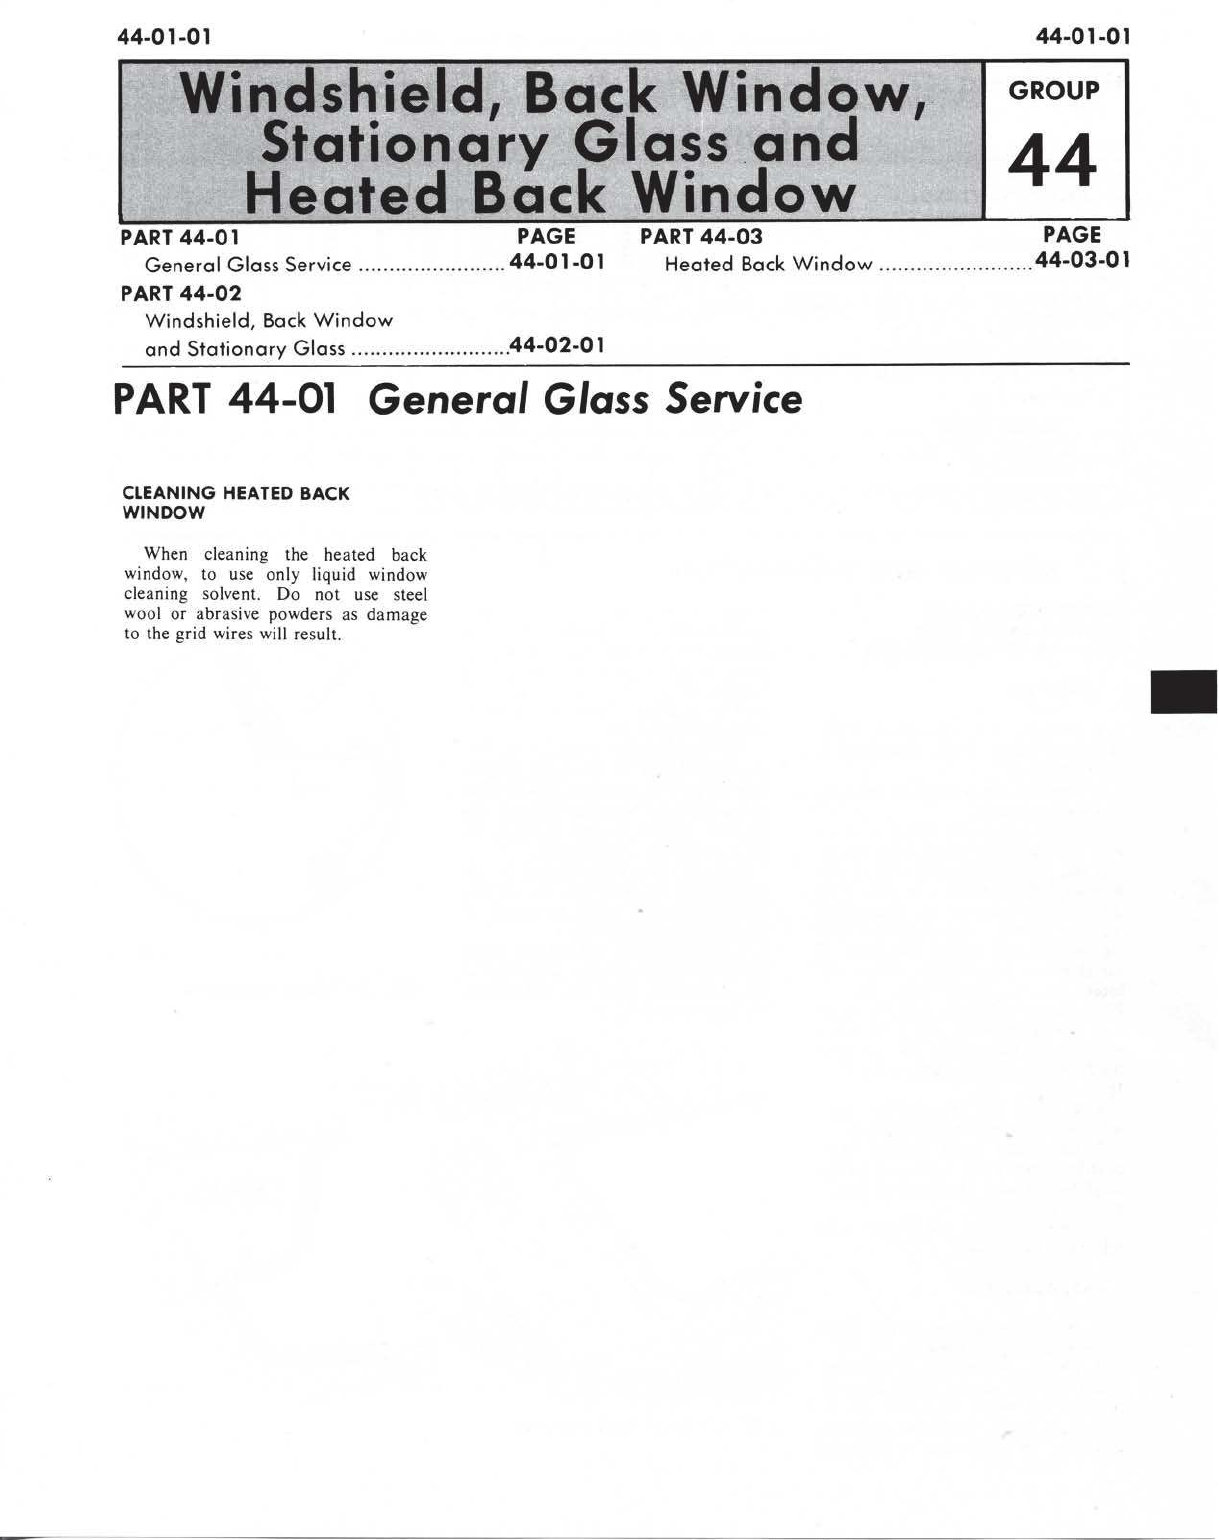 44-01-01 44-01-01
Windshield, Back Window,
Stationary Glass and
Heated Back Window
GROUP
44
PART 44-01 PAGE
General Glass Service ........................ 44-01-01
PART 44-02
Windshield, Back Window
and Stationary Glass ..........................44-02-01
PART 44-03 PAGE
Heated Back Window .........................44-03-01
PART 44-01 General Glass Service
CLEANING HEATED BACK
WINDOW
When cleaning the heated back
window, to use only liquid window
cleaning solvent. Do not use steel
wool or abrasive powders as damage
to the grid wires will result.